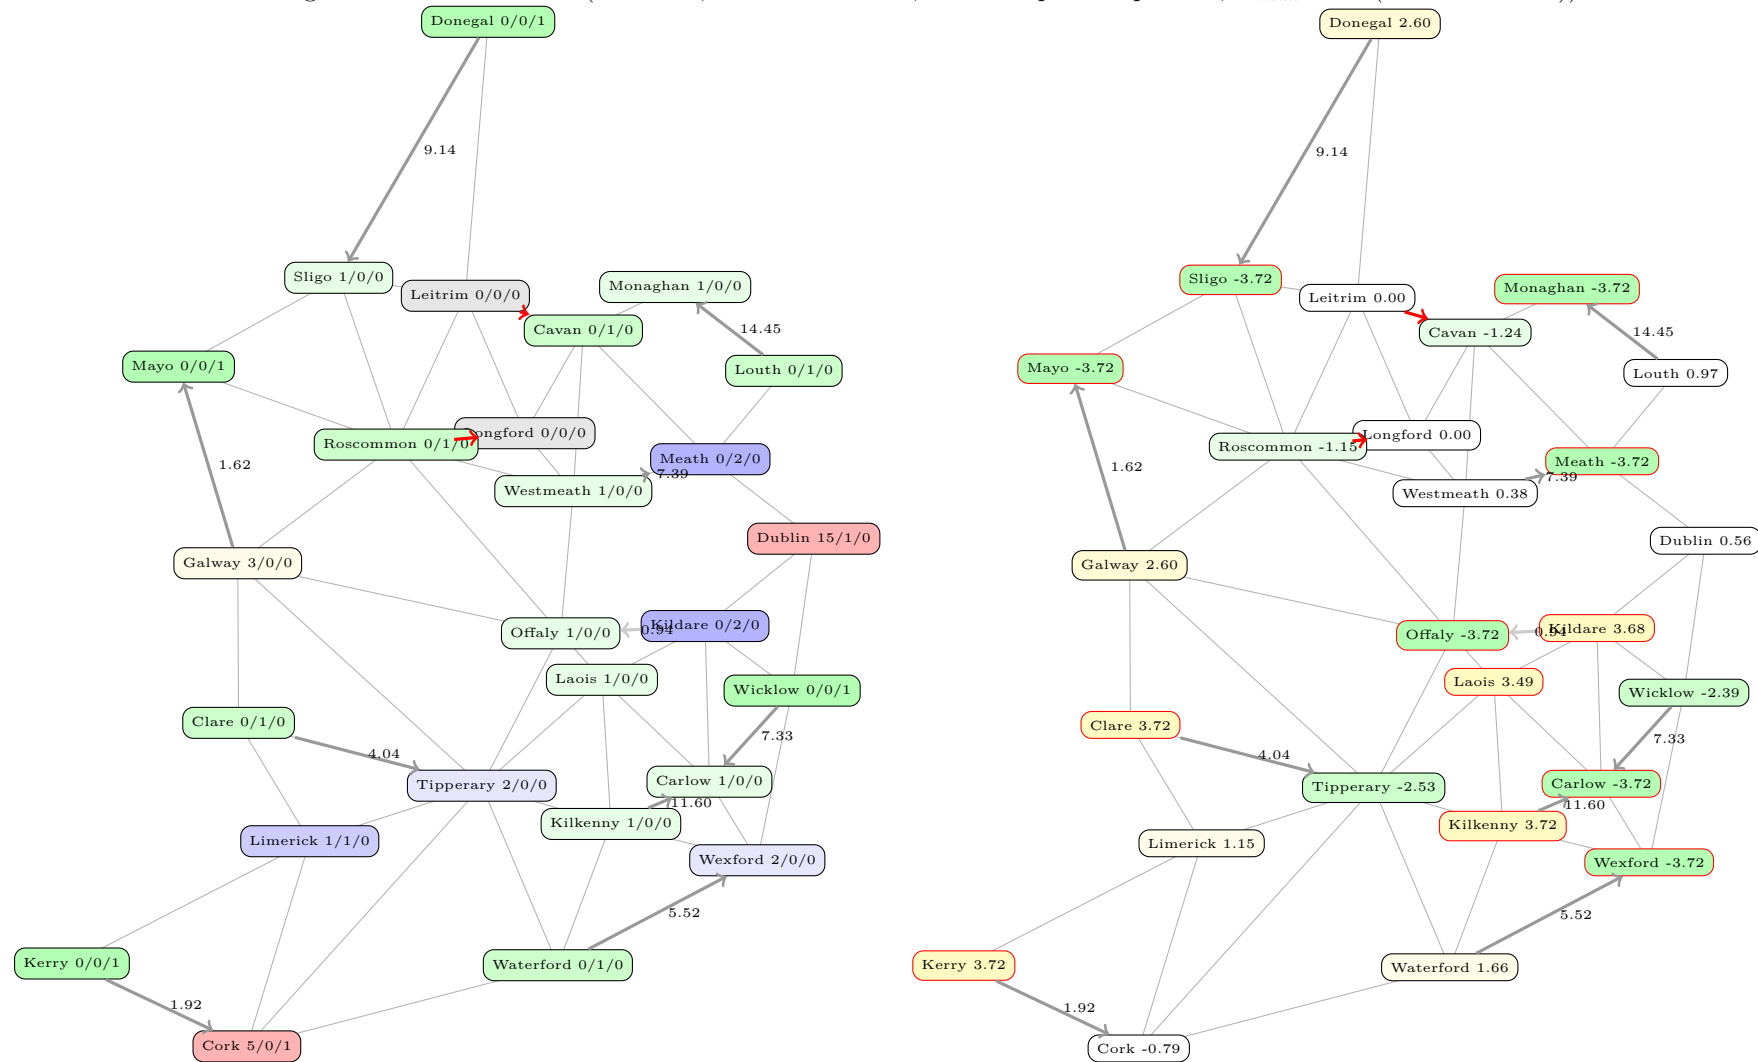 Donegal 0/0/1
9.14
Sligo 1/0/0
Leitrim 0/0/0
Monaghan 1/0/0
Cavan 0/1/0
14.45
Mayo 0/0/1
Louth 0/1/0
Roscommon 0/1/0
ongford 0/0/0
Meath 0/2/0
1.62
7.39
Westmeath 1/0/0
Dublin 15/1/0
Galway 3/0/0
Offaly 1/0/0
0.94
Kildare 0/2/0
Laois 1/0/0
Wicklow 0/0/1
Clare 0/1/0
4.04
7.33
Tipperary 2/0/0
Carlow 1/0/0
11.60
Kilkenny 1/0/0
Limerick 1/1/0
Wexford 2/0/0
5.52
Kerry 0/0/1
Waterford 0/1/0
1.92
Cork 5/0/1
Donegal 2.60
9.14
Sligo -3.72
Leitrim 0.00
Monaghan -3.72
Cavan -1.24
14.45
Mayo -3.72
Louth 0.97
Roscommon -1.15
Longford 0.00
Meath -3.72
1.62
7.39
Westmeath 0.38
Dublin 0.56
Galway 2.60
Offaly -3.72
0.94
Kildare 3.68
Laois 3.49
Wicklow -2.39
Clare 3.72
4.04
7.33
Tipperary -2.53
Carlow -3.72
11.60
Kilkenny 3.72
Limerick 1.15
Wexford -3.72
5.52
Kerry 3.72
Waterford 1.66
1.92
Cork -0.79